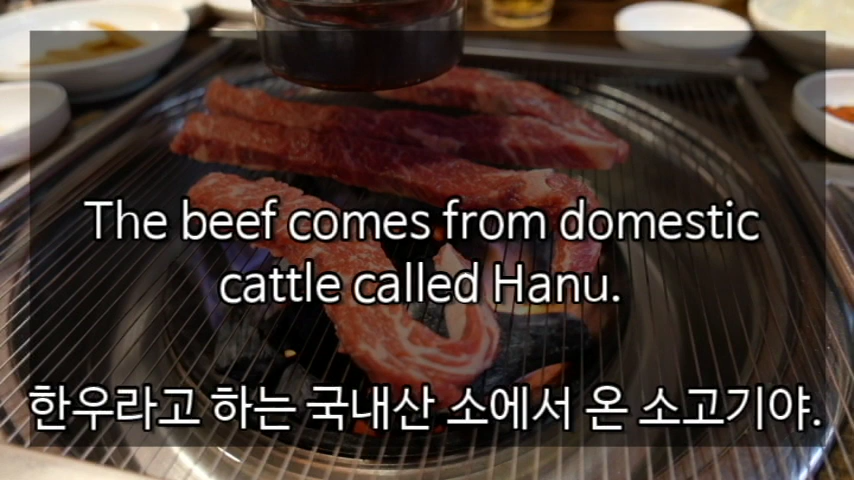 The beef comes from domestic
cattle called Hanu.
한우라고 하는 국내산 소에서 온 소고기야.